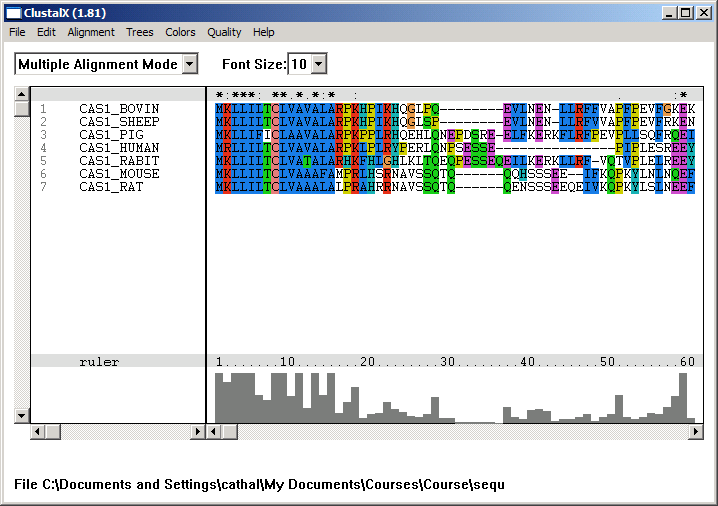 ClustalX (1.81)
File Edit Alignment Trees Colors Quality Help
Multiple Alignment Mode Font Size: 10
*:***: **.*.*:*: : :*
1 CAS1_BOVIN MKLLILTCLVAVALARPKHPIKHQGLPQ--------EVLNEN-LLRFFVAPFPEVFGKEK
2 CAS1_SHEEP MKLLILTCLVAVALARPKHPIKHQGLSP--------EVLNEN-LLRFVVAPFPEVFRKEN
3 CAS1_PIG MKLLIFICLAAVALARPKPPLRHQEHLQNEPDSRE-ELFKERKFLRFPEVPLLSQFRQEI
4 CAS1_HUMAN MRLLILTCLVAVALARPKLPLRYPERLQNPSESSE---------------PIPLESREEY
5 CAS1_RABIT MKLLILTCLVATALARHKFHLGHLKLTQEQPESSEQEILKERKLLRF-VQTVPLELREEY
6 CAS1_MOUSE MKLLILTCLVAAAFAMPRLHSRNAVSSQTQ------QQHSSSEE--IFKQPKYLNLNQEF
7 CAS1_RAT MKLLILTCLVAAALALPRAHRRNAVSSQTQ------QENSSSEEQEIVKQPKYLSLNEEF
ruler 1........10........20........30........40........50........60
File C:\Documents and Settings\cathal\My Documents\Courses\Course\sequ